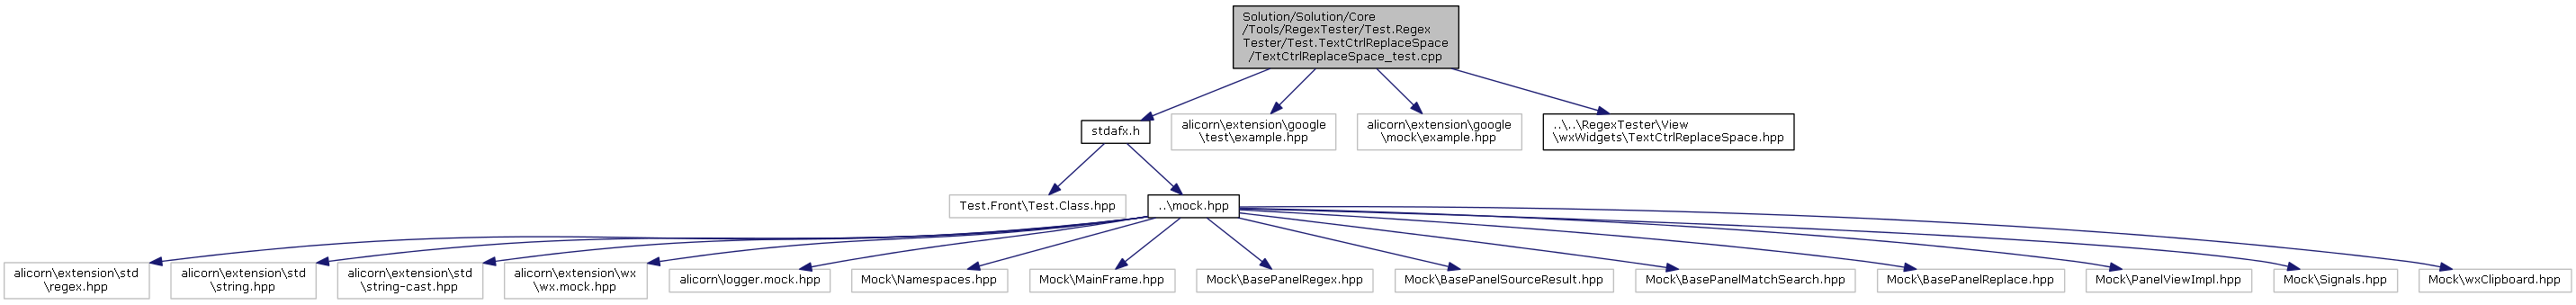 Solution/Solution/Core
/Tools/RegexTester/Test.Regex
Tester/Test.TextCtrlReplaceSpace
/TextCtrlReplaceSpace_test.cpp
stdafx.h
alicorn\extension\google
\test\example.hpp
alicorn\extension\google
\mock\example.hpp
..\..\RegexTester\View
\wxWidgets\TextCtrlReplaceSpace.hpp
Test.Front\Test.Class.hpp
..\mock.hpp
alicorn\extension\std
\regex.hpp
alicorn\extension\std
\string.hpp
alicorn\extension\std
\string-cast.hpp
alicorn\extension\wx
\wx.mock.hpp
alicorn\logger.mock.hpp
Mock\Namespaces.hpp
Mock\MainFrame.hpp
Mock\BasePanelRegex.hpp
Mock\BasePanelSourceResult.hpp
Mock\BasePanelMatchSearch.hpp
Mock\BasePanelReplace.hpp
Mock\PanelViewImpl.hpp
Mock\Signals.hpp
Mock\wxClipboard.hpp